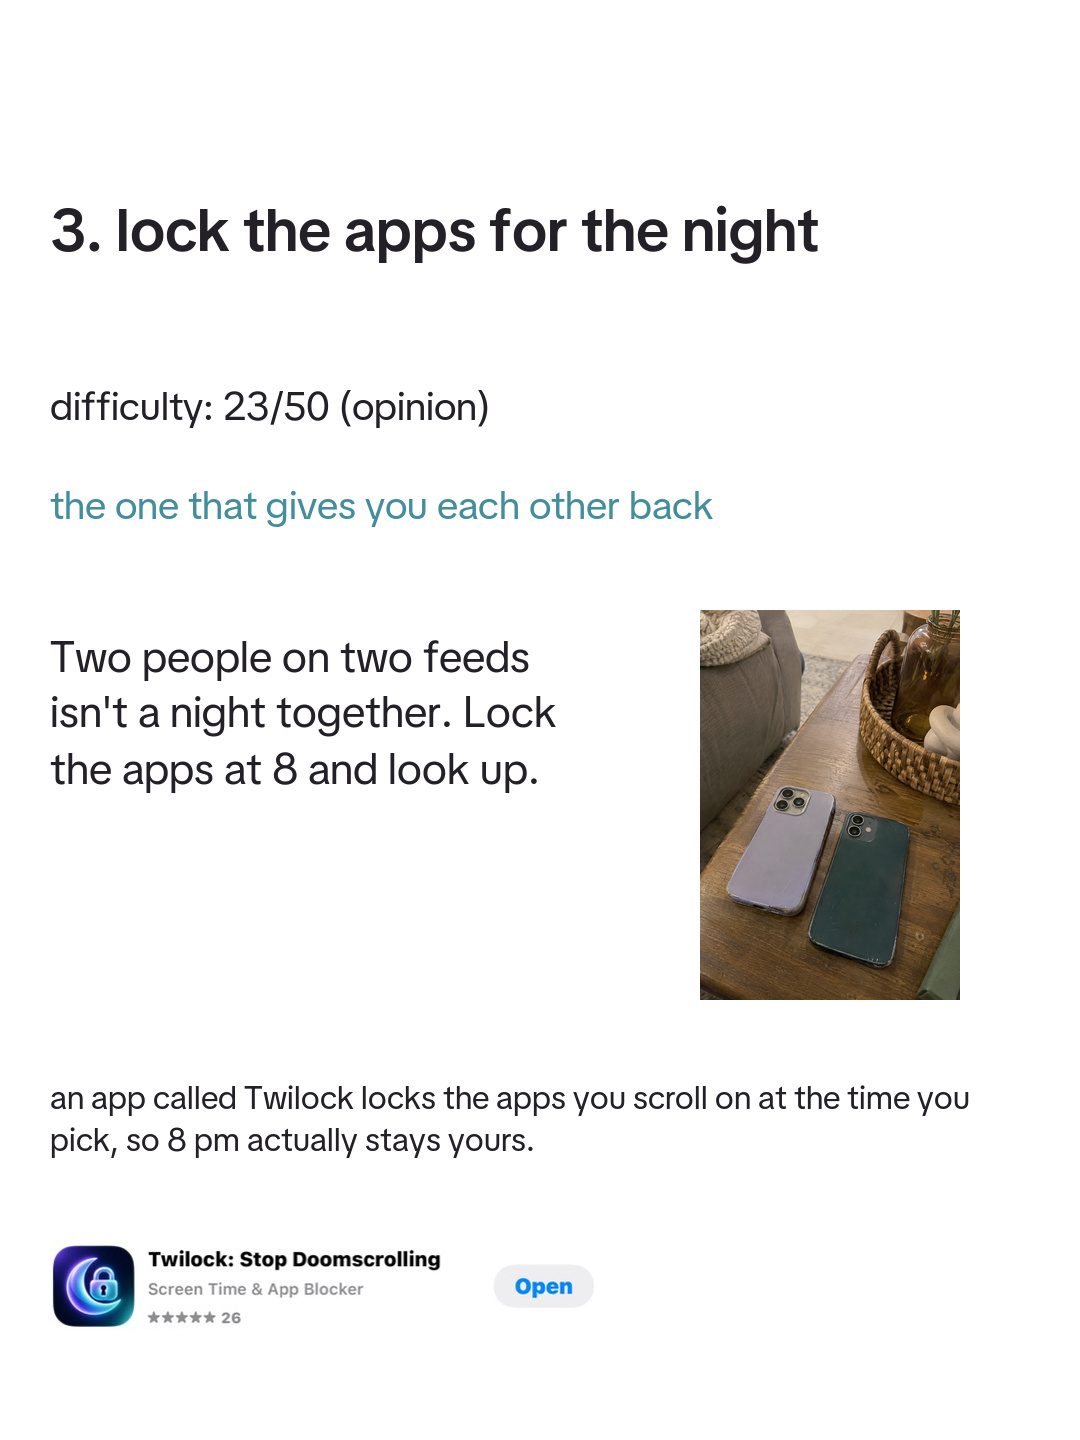 3. lock the apps for the night
difficulty: 23/50 (opinion)
the one that gives you each other back
Two people on two feeds
isn't a night together. Lock
the apps at 8 and look up.
an app called Twilock locks the apps you scroll on at the time you
pick, so 8 pm actually stays yours.
Twilock: Stop Doomscrolling
Screen Time & App Blocker
★★★★★ 26
Open